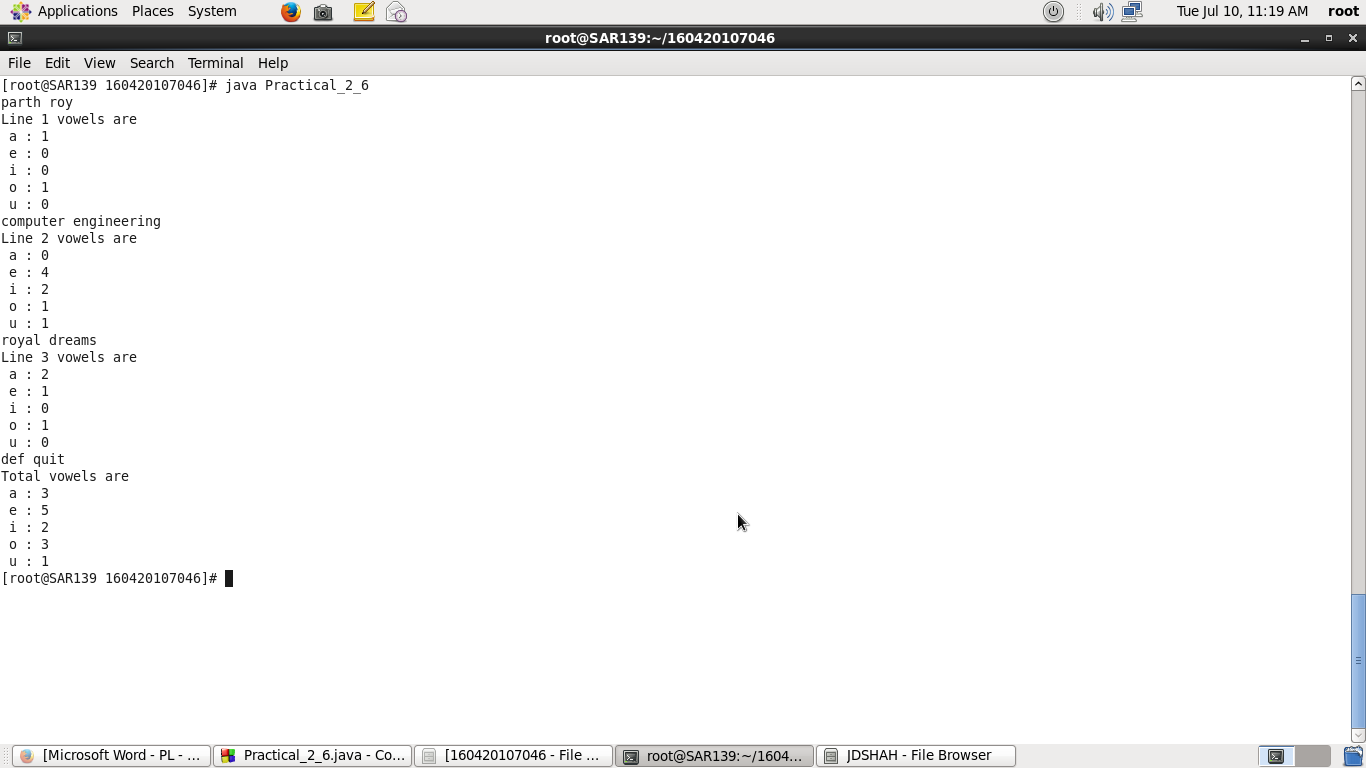 Applications Places System Tue Jul 10, 11:19 AM root
root@SAR139:~/160420107046
File Edit View Search Terminal Help
[root@SAR139 160420107046]# java Practical_2_6
parth roy
Line 1 vowels are
 a : 1
 e : 0
 i : 0
 o : 1
 u : 0
computer engineering
Line 2 vowels are
 a : 0
 e : 4
 i : 2
 o : 1
 u : 1
royal dreams
Line 3 vowels are
 a : 2
 e : 1
 i : 0
 o : 1
 u : 0
def quit
Total vowels are
 a : 3
 e : 5
 i : 2
 o : 3
 u : 1
[root@SAR139 160420107046]#
[Microsoft Word - PL - ... Practical_2_6.java - Co... [160420107046 - File ... root@SAR139:~/1604... JDSHAH - File Browser